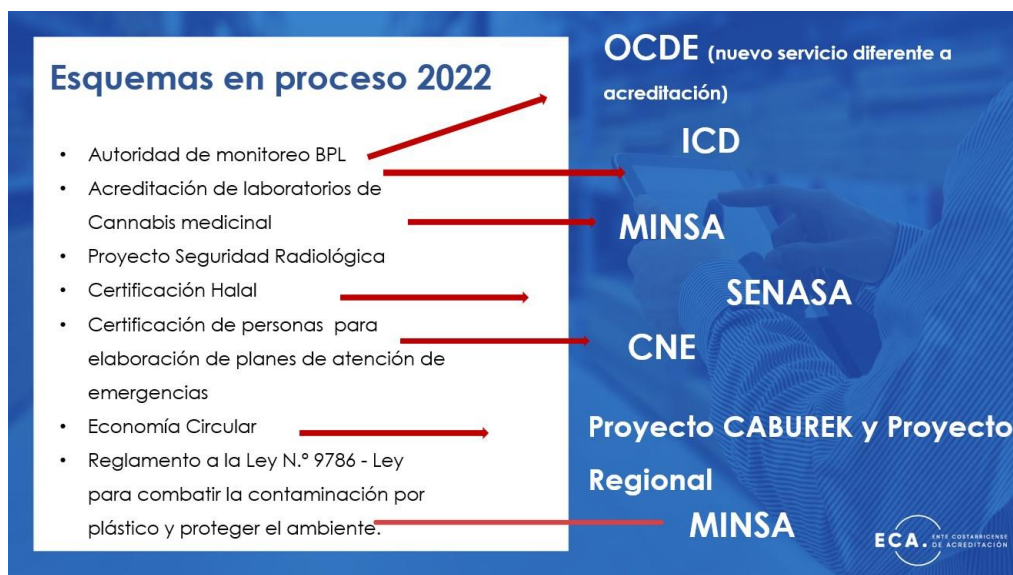 Esquemas en proceso 2022
• Autoridad de monitoreo BPL
• Acreditación de laboratorios de
Cannabis medicinal
• Proyecto Seguridad Radiológica
• Certificación Halal
• Certificación de personas para
elaboración de planes de atención de
emergencias
• Economía Circular
• Reglamento a la Ley N.º 9786 - Ley
para combatir la contaminación por
plástico y proteger el ambiente.
OCDE (nuevo servicio diferente a
acreditación)
ICD
MINSA
SENASA
CNE
Proyecto CABUREK y Proyecto
Regional
MINSA
ECA. ENTE COSTARRICENSE
DE ACREDITACIÓN